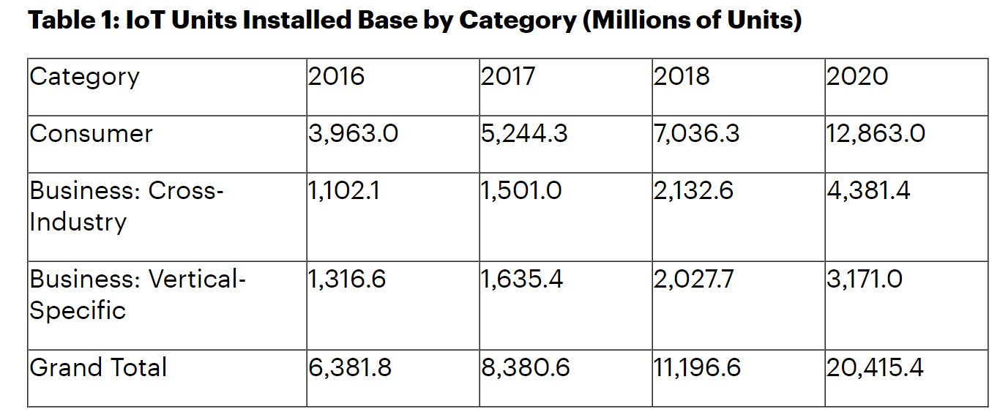 Table 1: IoT Units Installed Base by Category (Millions of Units)
Category 2016 2017 2018 2020
Consumer 3,963.0 5,244.3 7,036.3 12,863.0
Business: Cross- 1,102.1 1,501.0 2,132.6 4,381.4
Industry
Business: Vertical- 1,316.6 1,635.4 2,027.7 3,171.0
Specific
Grand Total 6,381.8 8,380.6 11,196.6 20,415.4